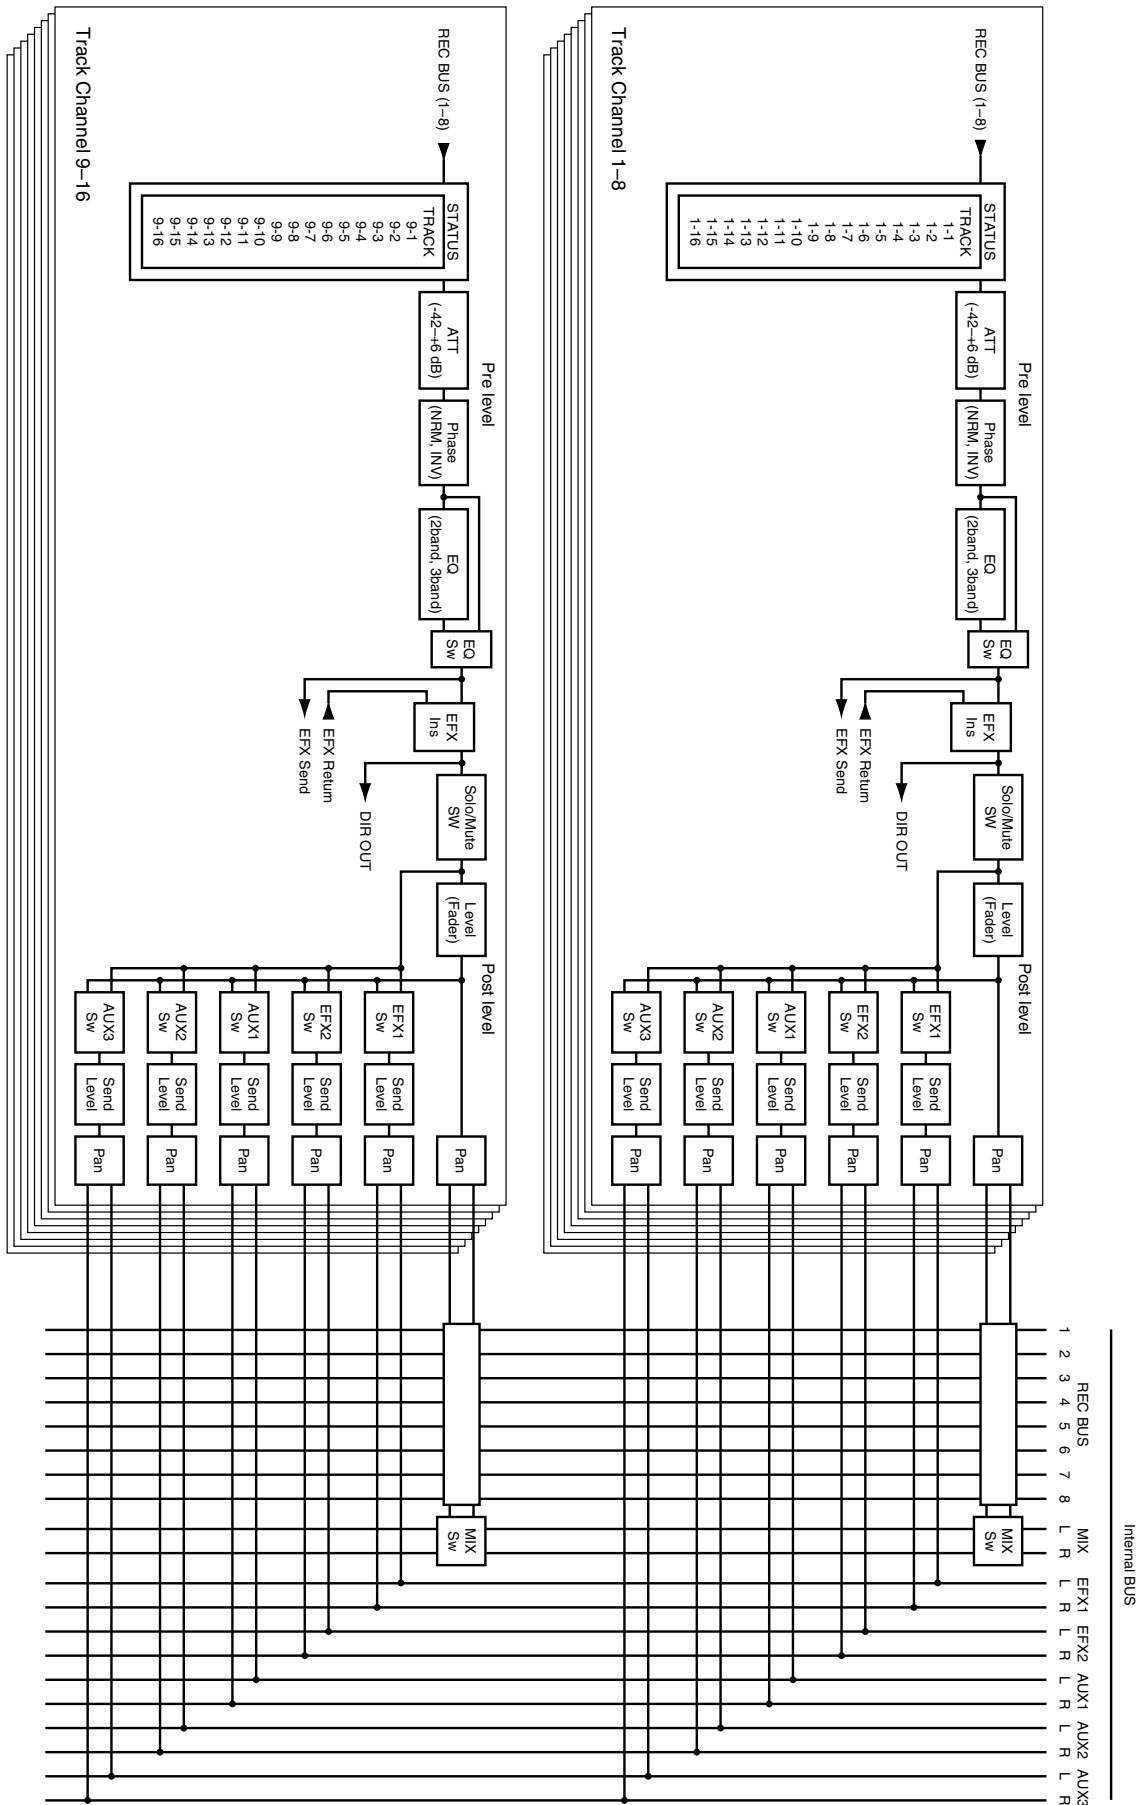 Internal BUS
REC BUS
MIX
EFX1
EFX2
AUX1
AUX2
AUX3
1
2
3
4
5
6
7
8
L
R
L
R
L
R
L
R
L
R
L
R
Track Channel 1–8
REC BUS (1–8)
STATUS
TRACK
1-1
1-2
1-3
1-4
1-5
1-6
1-7
1-8
1-9
1-10
1-11
1-12
1-13
1-14
1-15
1-16
Pre level
ATT
(-42–+6 dB)
Phase
(NRM, INV)
EQ
(2band, 3band)
EQ
Sw
EFX
Ins
EFX Return
EFX Send
DIR OUT
Solo/Mute
SW
Level
(Fader)
Post level
Pan
EFX1
Sw
Send
Level
Pan
EFX2
Sw
Send
Level
Pan
AUX1
Sw
Send
Level
Pan
AUX2
Sw
Send
Level
Pan
AUX3
Sw
Send
Level
Pan
MIX
Sw
Track Channel 9–16
REC BUS (1–8)
STATUS
TRACK
9-1
9-2
9-3
9-4
9-5
9-6
9-7
9-8
9-9
9-10
9-11
9-12
9-13
9-14
9-15
9-16
Pre level
ATT
(-42–+6 dB)
Phase
(NRM, INV)
EQ
(2band, 3band)
EQ
Sw
EFX
Ins
EFX Return
EFX Send
DIR OUT
Solo/Mute
SW
Level
(Fader)
Post level
Pan
EFX1
Sw
Send
Level
Pan
EFX2
Sw
Send
Level
Pan
AUX1
Sw
Send
Level
Pan
AUX2
Sw
Send
Level
Pan
AUX3
Sw
Send
Level
Pan
MIX
Sw